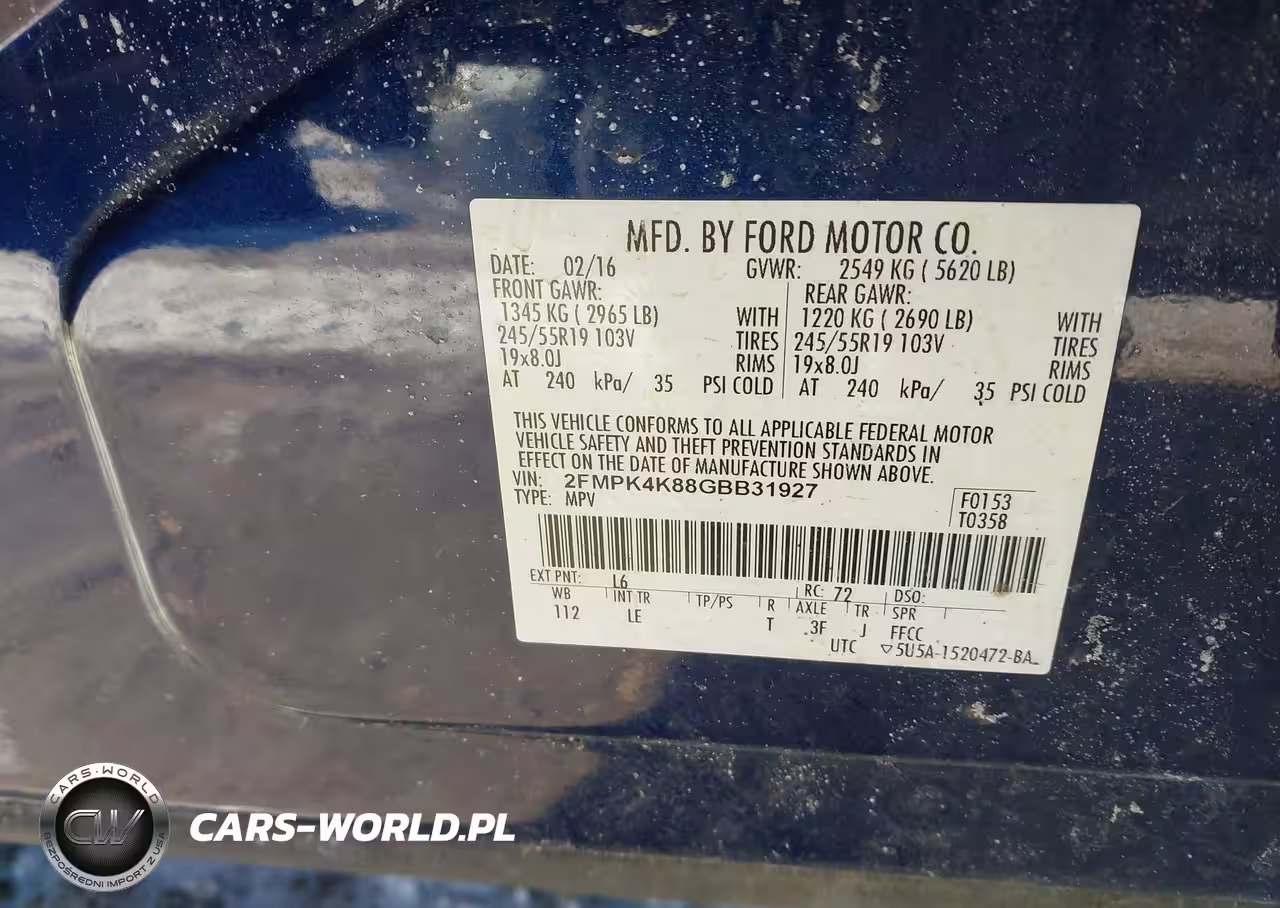 MFD. BY FORD MOTOR CO.
DATE: 02/16 GVWR: 2549 KG ( 5620 LB)
FRONT GAWR: REAR GAWR:
1345 KG ( 2965 LB) WITH 1220 KG ( 2690 LB) WITH
245/55R19 103V TIRES 245/55R19 103V TIRES
19x8.0J RIMS 19x8.0J RIMS
AT 240 kPa/ 35 PSI COLD AT 240 kPa/ 35 PSI COLD
THIS VEHICLE CONFORMS TO ALL APPLICABLE FEDERAL MOTOR
VEHICLE SAFETY AND THEFT PREVENTION STANDARDS IN
EFFECT ON THE DATE OF MANUFACTURE SHOWN ABOVE.
VIN: 2FMPK4K88GBB31927
TYPE: MPV
F0153
T0358
EXT PNT: L6 RC: 72 DSO:
WB INT TR TP/PS R AXLE TR SPR
112 LE T 3F J FFCC
UTC ▽5U5A-1520472-BA
CARS-WORLD
CW
BEZPOŚREDNI IMPORT Z USA
CARS-WORLD.PL